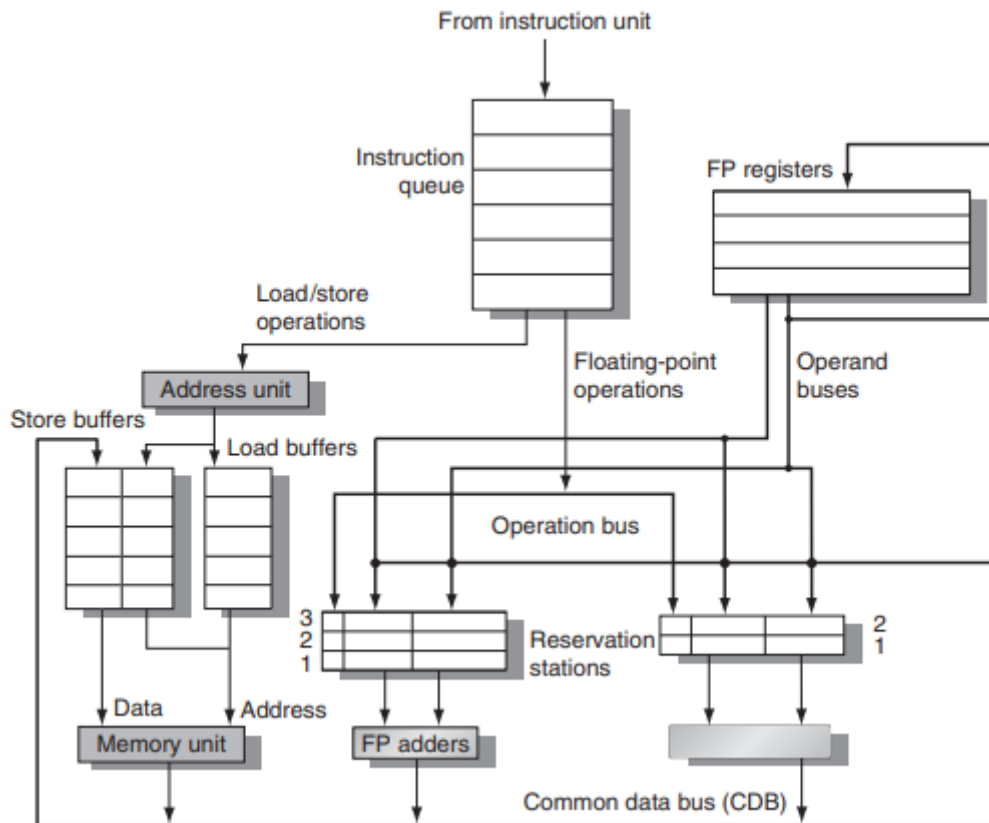 From instruction unit
Instruction
queue
FP registers
Load/store
operations
Floating-point
operations
Operand
buses
Address unit
Store buffers
Load buffers
Operation bus
3
2
1
Reservation
stations
2
1
Data
Address
Memory unit
FP adders
Common data bus (CDB)